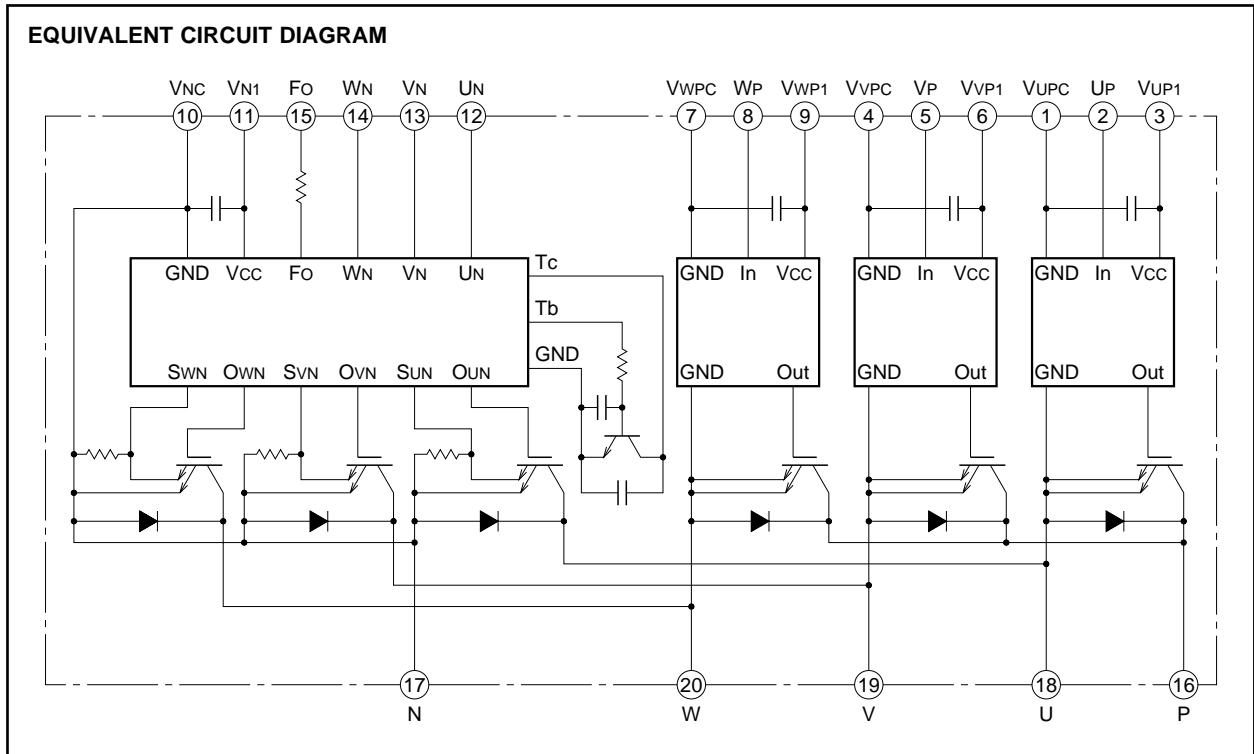 EQUIVALENT CIRCUIT DIAGRAM
VNC VN1 FO WN VN UN VWPC WP VWP1 VVPC VP VVP1 VUPC UP VUP1
10 11 15 14 13 12 7 8 9 4 5 6 1 2 3
GND VCC FO WN VN UN Tc GND In VCC GND In VCC GND In VCC
Tb
GND
SWN OWN SVN OVN SUN OUN GND Out GND Out GND Out
17 20 19 18 16
N W V U P